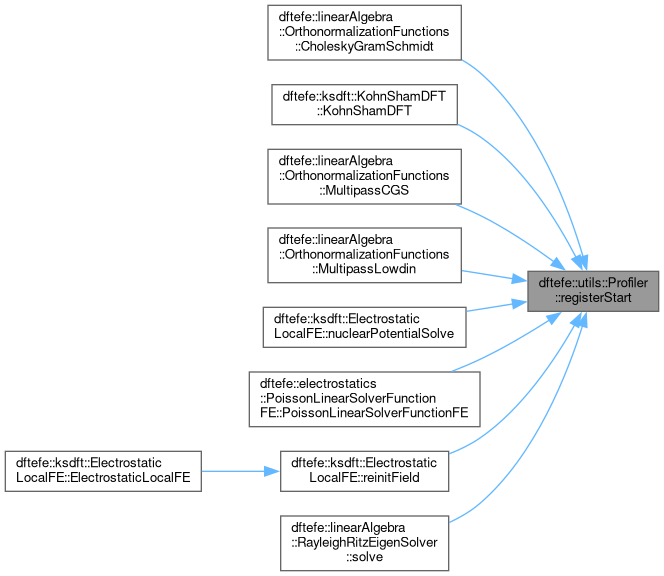 dftefe::linearAlgebra
::OrthonormalizationFunctions
::CholeskyGramSchmidt
dftefe::ksdft::KohnShamDFT
::KohnShamDFT
dftefe::linearAlgebra
::OrthonormalizationFunctions
::MultipassCGS
dftefe::linearAlgebra
::OrthonormalizationFunctions
::MultipassLowdin
dftefe::utils::Profiler
::registerStart
dftefe::ksdft::Electrostatic
LocalFE::nuclearPotentialSolve
dftefe::electrostatics
::PoissonLinearSolverFunction
FE::PoissonLinearSolverFunctionFE
dftefe::ksdft::Electrostatic
LocalFE::ElectrostaticLocalFE
dftefe::ksdft::Electrostatic
LocalFE::reinitField
dftefe::linearAlgebra
::RayleighRitzEigenSolver
::solve